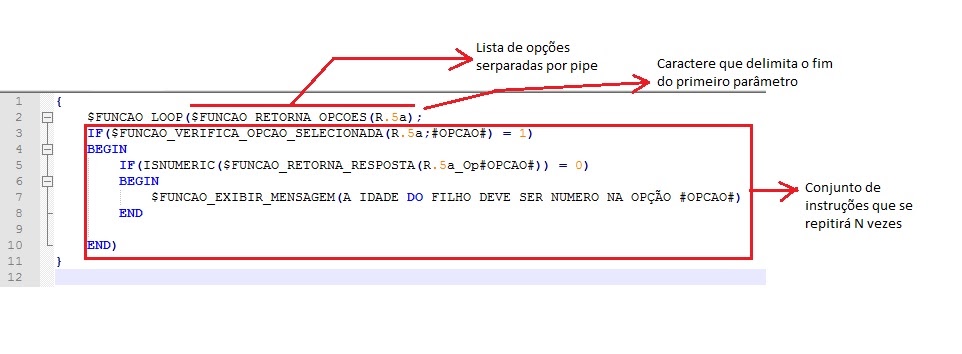 Lista de opções
serparadas por pipe
Caractere que delimita o fim
do primeiro parâmetro
1 {
2 $FUNCAO_LOOP($FUNCAO_RETORNA_OPCOES(R.5a);
3 IF($FUNCAO_VERIFICA_OPCAO_SELECIONADA(R.5a;#OPCAO#) = 1)
4 BEGIN
5 IF(ISNUMERIC($FUNCAO_RETORNA_RESPOSTA(R.5a_Op#OPCAO#)) = 0)
6 BEGIN
7 $FUNCAO_EXIBIR_MENSAGEM(A IDADE DO FILHO DEVE SER NUMERO NA OPÇÃO #OPCAO#)
8 END
9
10 END)
11 }
12
Conjunto de
instruções que se
repitirá N vezes